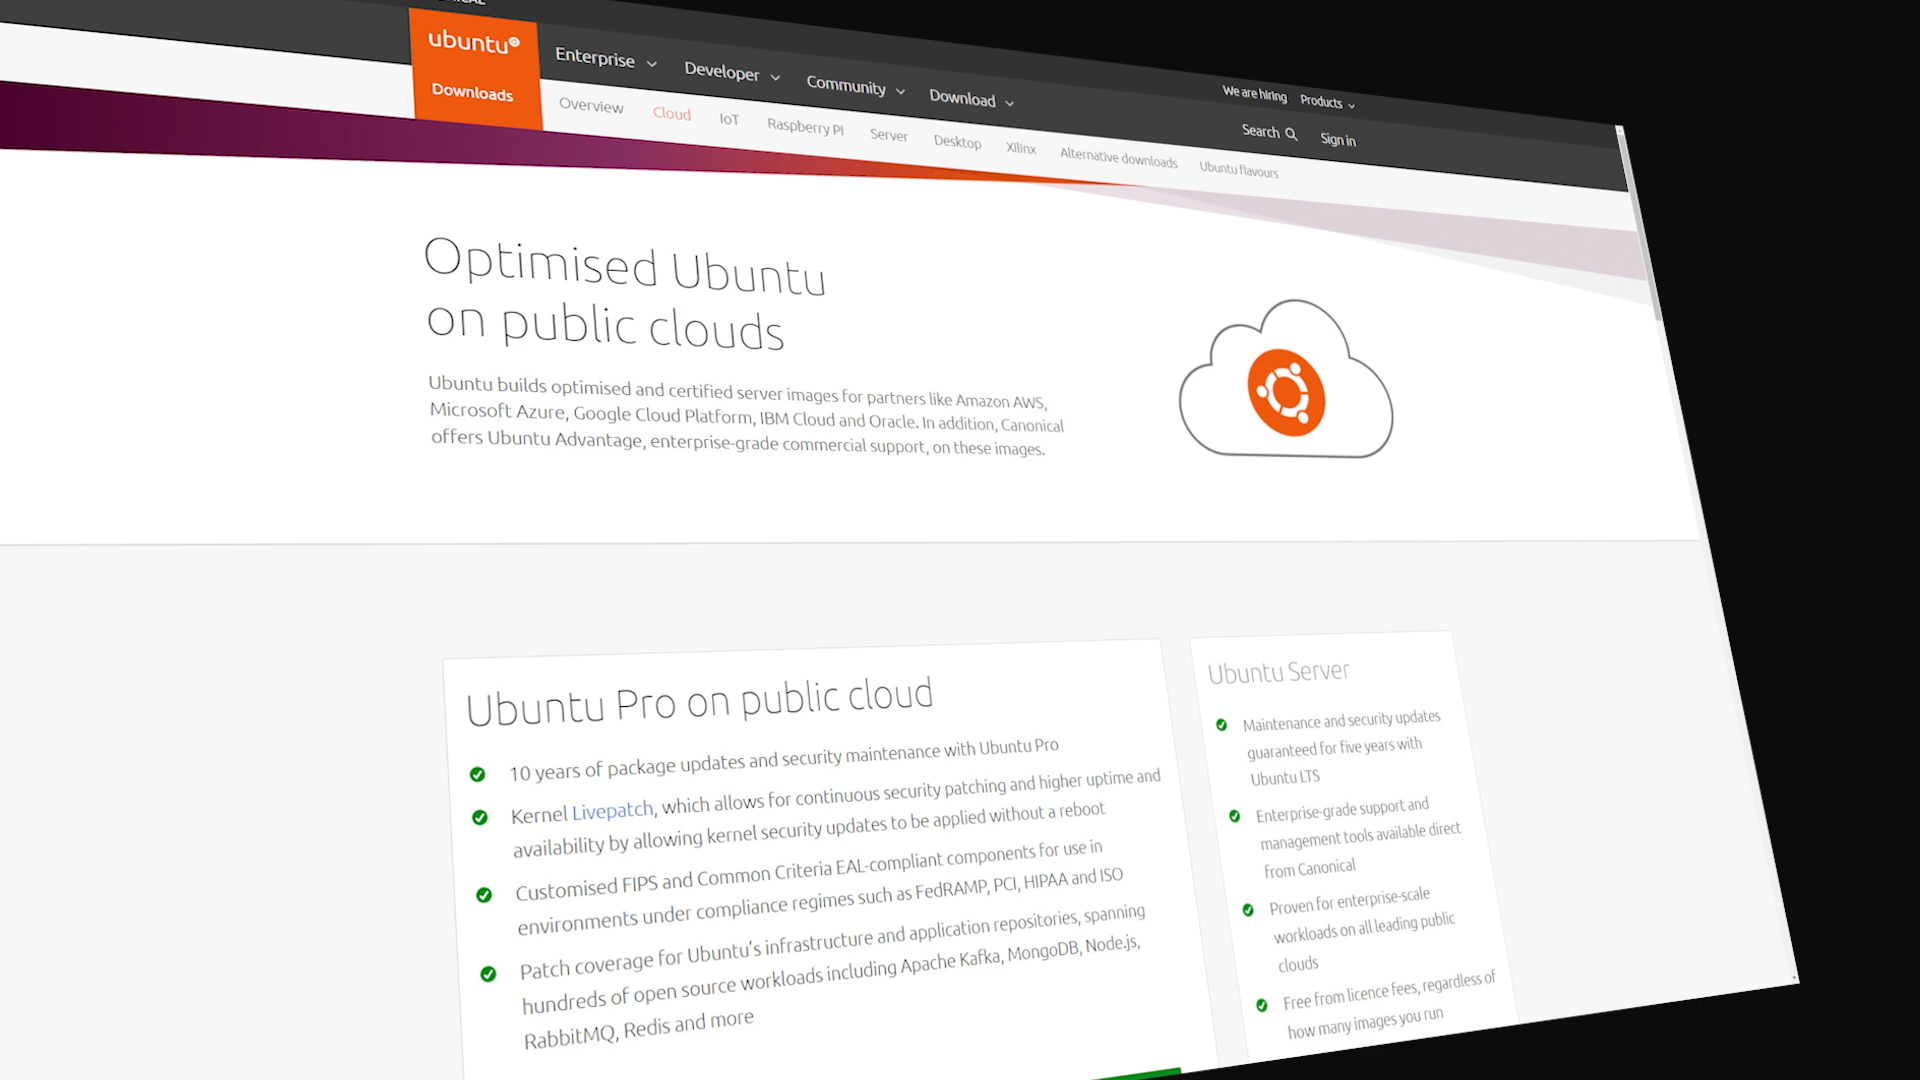 We are hiring Products
ubuntu
Enterprise Developer Community Download
Search Sign in
Downloads
Overview Cloud IoT Raspberry Pi Server Desktop Xilinx Alternative downloads Ubuntu flavours
Optimised Ubuntu
on public clouds
Ubuntu builds optimised and certified server images for partners like Amazon AWS,
Microsoft Azure, Google Cloud Platform, IBM Cloud and Oracle. In addition, Canonical
offers Ubuntu Advantage, enterprise-grade commercial support, on these images.
Ubuntu Pro on public cloud
10 years of package updates and security maintenance with Ubuntu Pro
Kernel Livepatch, which allows for continuous security patching and higher uptime and
availability by allowing kernel security updates to be applied without a reboot
Customised FIPS and Common Criteria EAL-compliant components for use in
environments under compliance regimes such as FedRAMP, PCI, HIPAA and ISO
Patch coverage for Ubuntu's infrastructure and application repositories, spanning
hundreds of open source workloads including Apache Kafka, MongoDB, Node.js,
RabbitMQ, Redis and more
Ubuntu Server
Maintenance and security updates
guaranteed for five years with
Ubuntu LTS
Enterprise-grade support and
management tools available direct
from Canonical
Proven for enterprise-scale
workloads on all leading public
clouds
Free from licence fees, regardless of
how many images you run